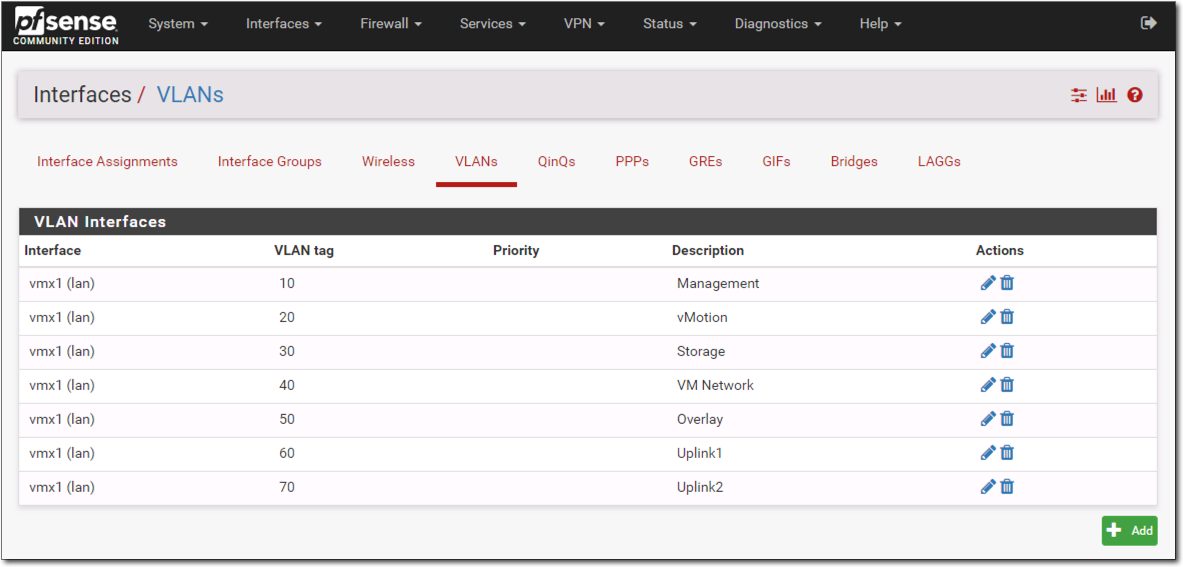 pfsense
COMMUNITY EDITION
System Interfaces Firewall Services VPN Status Diagnostics Help
Interfaces / VLANs
Interface Assignments Interface Groups Wireless VLANs QinQs PPPs GREs GIFs Bridges LAGGs
VLAN Interfaces
Interface VLAN tag Priority Description Actions
vmx1 (lan) 10 Management
vmx1 (lan) 20 vMotion
vmx1 (lan) 30 Storage
vmx1 (lan) 40 VM Network
vmx1 (lan) 50 Overlay
vmx1 (lan) 60 Uplink1
vmx1 (lan) 70 Uplink2
Add